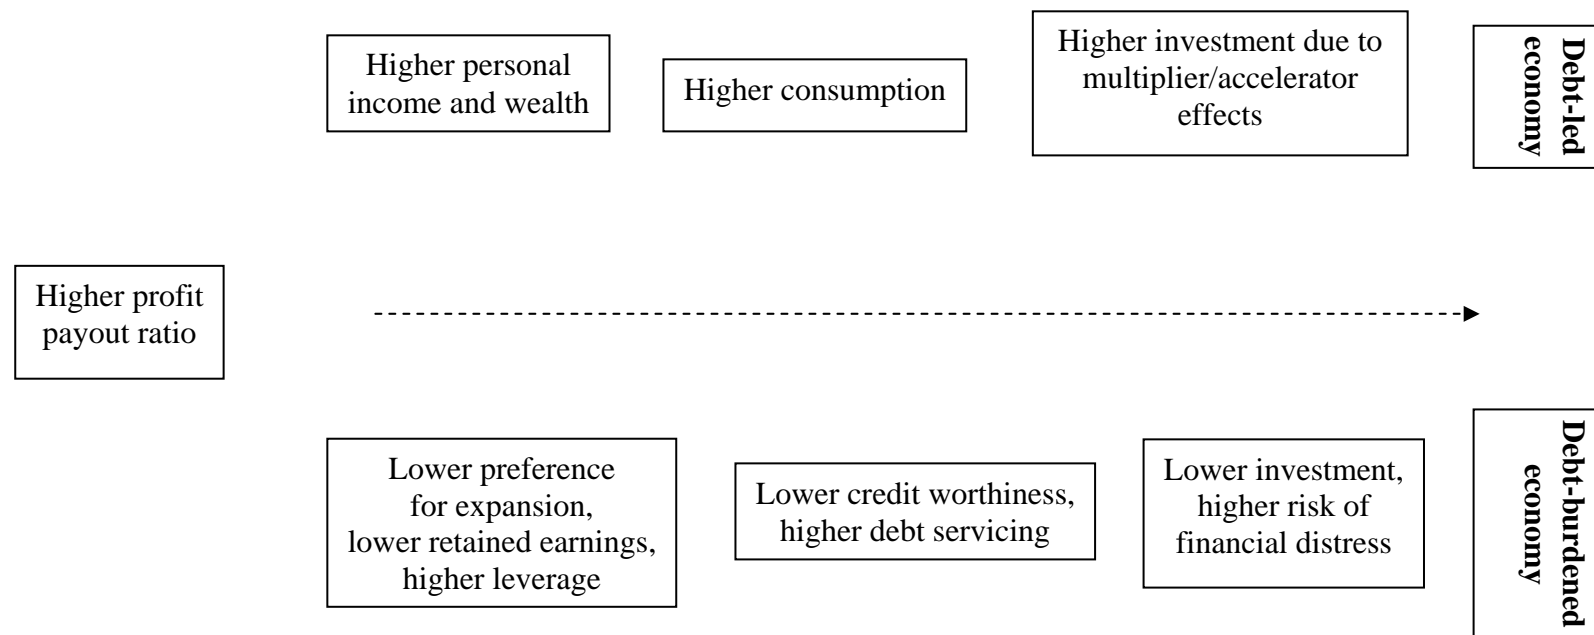 Higher personal
income and wealth
Higher consumption
Higher investment due to
multiplier/accelerator
effects
Debt-led
economy
Higher profit
payout ratio
Lower preference
for expansion,
lower retained earnings,
higher leverage
Lower credit worthiness,
higher debt servicing
Lower investment,
higher risk of
financial distress
Debt-burdened
economy